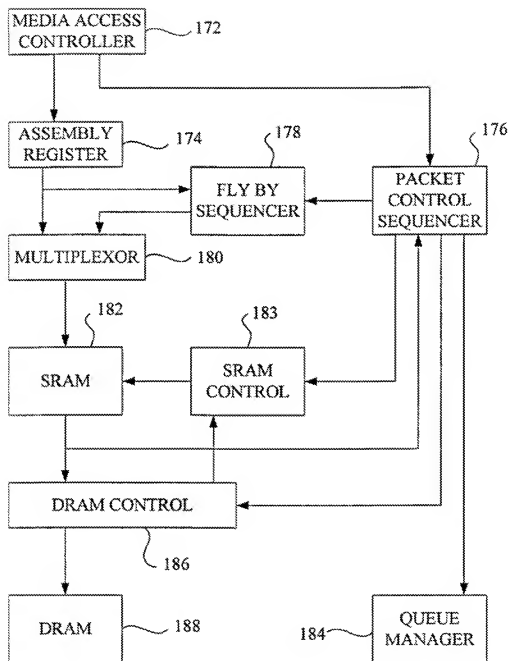 MEDIA ACCESS
CONTROLLER
172
ASSEMBLY
REGISTER
174
178
176
FLY BY
SEQUENCER
PACKET
CONTROL
SEQUENCER
MULTIPLEXOR
180
182
183
SRAM
SRAM
CONTROL
DRAM CONTROL
186
DRAM
188
184
QUEUE
MANAGER